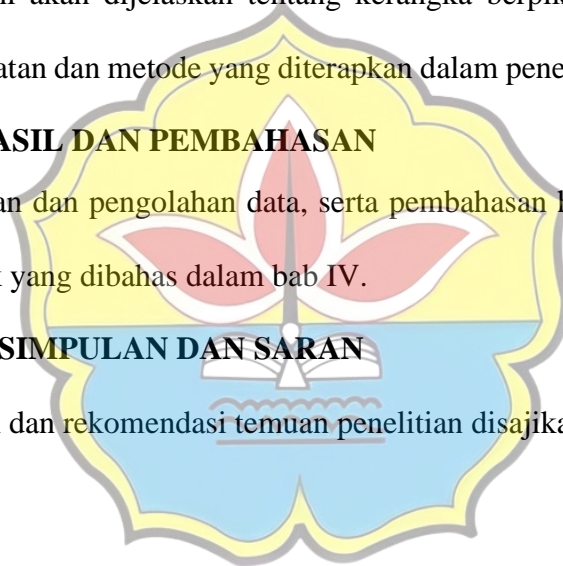 akan dijelaskan tentang kerangka
atan dan metode yang diterapkan dalam pene
ASIL DAN PEMBAHASAN
an dan pengolahan data, serta pembahasan
yang dibahas dalam bab IV.
SIMPULAN DAN SARAN
dan rekomendasi temuan penelitian disajika